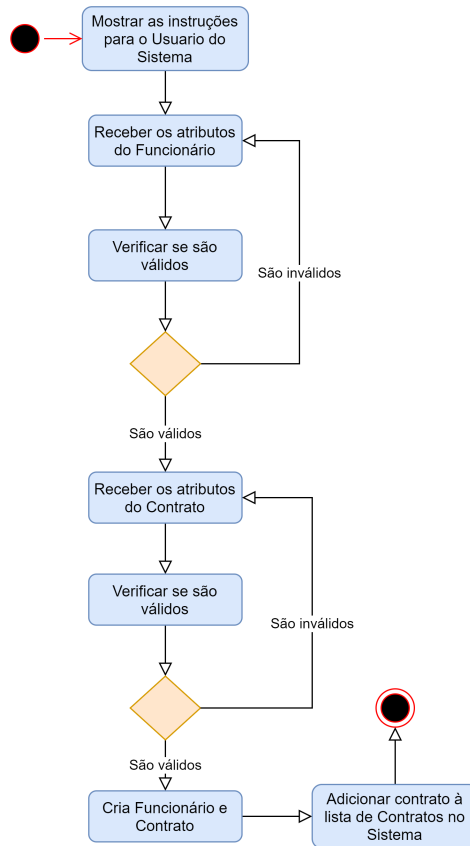 Mostrar as instruções
para o Usuario do
Sistema
Receber os atributos
do Funcionário
Verificar se são
válidos
São inválidos
São válidos
Receber os atributos
do Contrato
Verificar se são
válidos
São inválidos
São válidos
Cria Funcionário e
Contrato
Adicionar contrato à
lista de Contratos no
Sistema